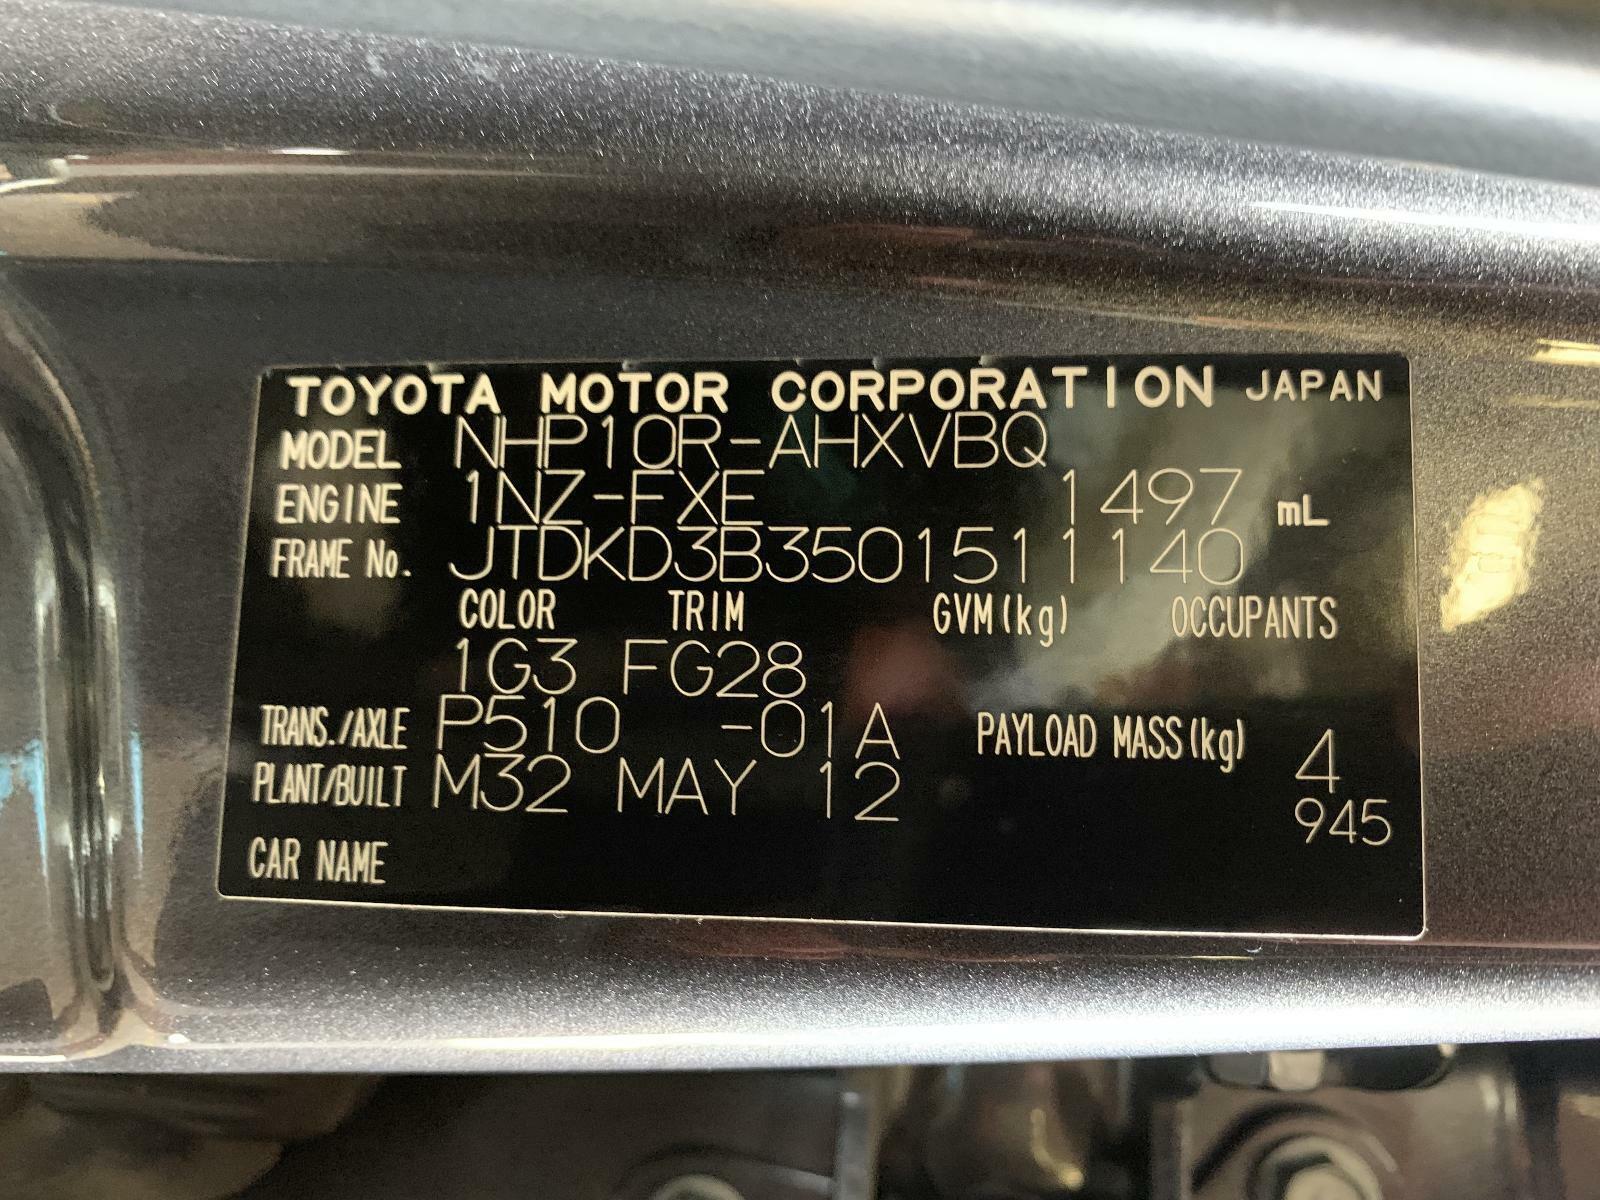 TOYOTA MOTOR CORPORATION JAPAN
MODEL NHP10R-AHXVBQ
ENGINE 1NZ-FXE 1497 mL
FRAME No. JTDKD3B3501511140
COLOR TRIM GVM(kg) OCCUPANTS
1G3 FG28
TRANS./AXLE P510 -01A PAYLOAD MASS(kg) 4
PLANT/BUILT M32 MAY 12 945
CAR NAME